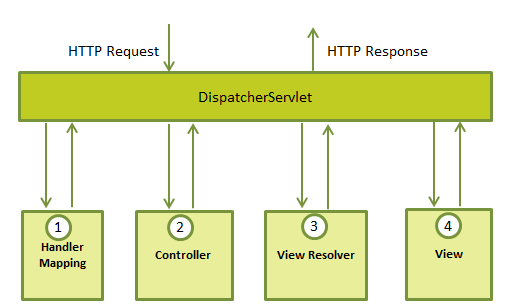 HTTP Request
HTTP Response
DispatcherServlet
1
Handler
Mapping
2
Controller
3
View Resolver
4
View